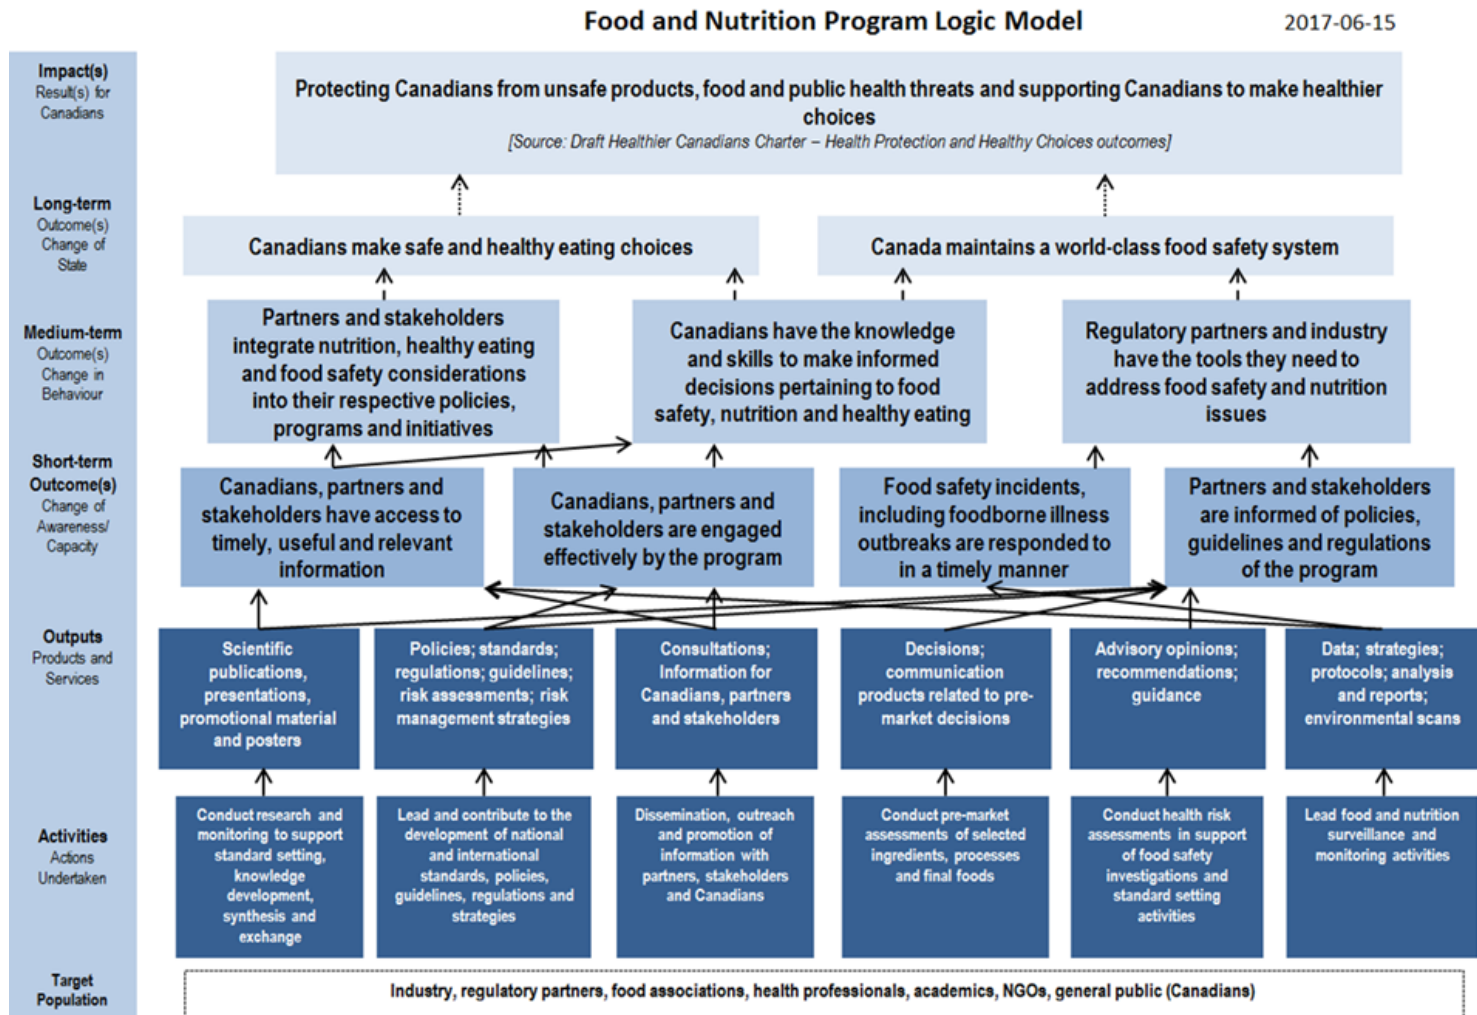 Food and Nutrition Program Logic Model
2017-06-15
Impact(s)
Result(s) for
Canadians
Protecting Canadians from unsafe products, food and public health threats and supporting Canadians to make healthier
choices
[Source: Draft Healthier Canadians Charter – Health Protection and Healthy Choices outcomes]
Long-term
Outcome(s)
Change of
State
Canadians make safe and healthy eating choices
Canada maintains a world-class food safety system
Medium-term
Outcome(s)
Change in
Behaviour
Partners and stakeholders
integrate nutrition, healthy eating
and food safety considerations
into their respective policies,
programs and initiatives
Canadians have the knowledge
and skills to make informed
decisions pertaining to food
safety, nutrition and healthy eating
Regulatory partners and industry
have the tools they need to
address food safety and nutrition
issues
Short-term
Outcome(s)
Change of
Awareness/
Capacity
Canadians, partners and
stakeholders have access to
timely, useful and relevant
information
Canadians, partners and
stakeholders are engaged
effectively by the program
Food safety incidents,
including foodborne illness
outbreaks are responded to
in a timely manner
Partners and stakeholders
are informed of policies,
guidelines and regulations
of the program
Outputs
Products and
Services
Scientific
publications,
presentations,
promotional material
and posters
Policies; standards;
regulations; guidelines;
risk assessments; risk
management strategies
Consultations;
Information for
Canadians, partners
and stakeholders
Decisions;
communication
products related to pre-
market decisions
Advisory opinions;
recommendations;
guidance
Data; strategies;
protocols; analysis
and reports;
environmental scans
Activities
Actions
Undertaken
Conduct research and
monitoring to support
standard setting,
knowledge
development,
synthesis and
exchange
Lead and contribute to the
development of national
and international
standards, policies,
guidelines, regulations and
strategies
Dissemination, outreach
and promotion of
information with
partners, stakeholders
and Canadians
Conduct pre-market
assessments of selected
ingredients, processes
and final foods
Conduct health risk
assessments in support
of food safety
investigations and
standard setting
activities
Lead food and nutrition
surveillance and
monitoring activities
Target
Population
Industry, regulatory partners, food associations, health professionals, academics, NGOs, general public (Canadians)